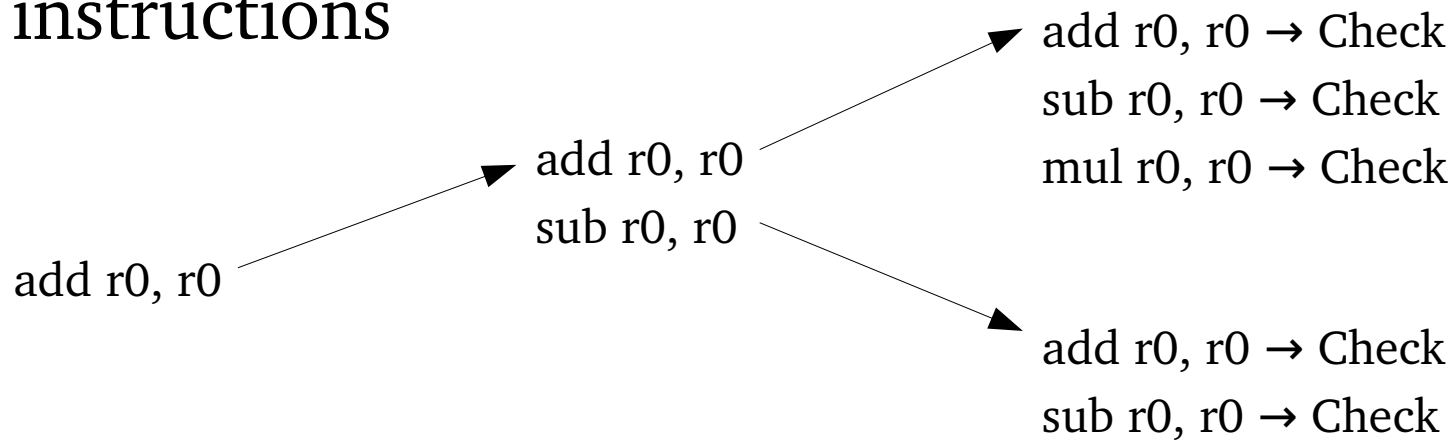 instructions
add r0, r0
add r0, r0
sub r0, r0
add r0, r0 → Check
sub r0, r0 → Check
mul r0, r0 → Check
add r0, r0 → Check
sub r0, r0 → Check